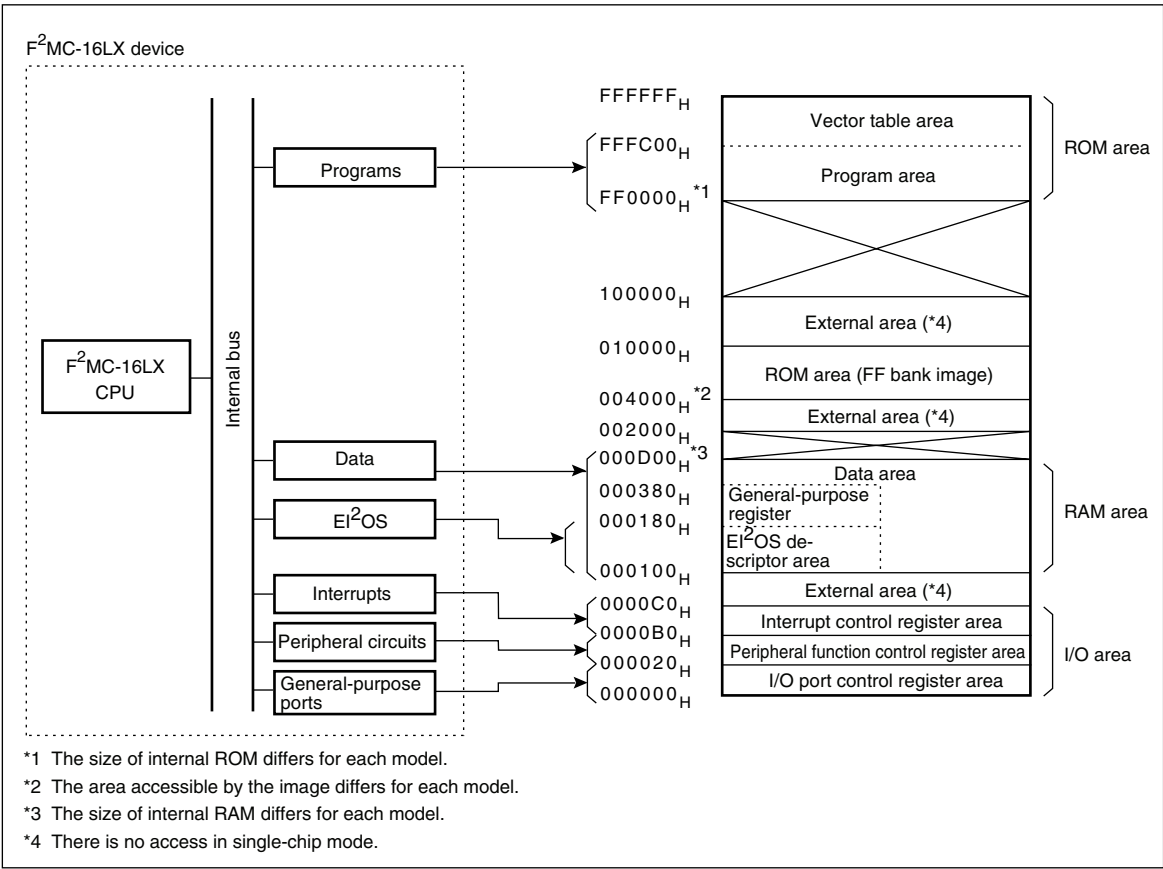 F2MC-16LX device
F2MC-16LX
CPU
Internal bus
Programs
Data
EI2OS
Interrupts
Peripheral circuits
General-purpose
ports
FFFFFFH
FFFC00H
FF0000H*1
100000H
010000H
004000H*2
002000H
000D00H*3
000380H
000180H
000100H
0000C0H
0000B0H
000020H
000000H
Vector table area
Program area
External area (*4)
ROM area (FF bank image)
External area (*4)
Data area
General-purpose
register
EI2OS de-
scriptor area
External area (*4)
Interrupt control register area
Peripheral function control register area
I/O port control register area
ROM area
RAM area
I/O area
*1 The size of internal ROM differs for each model.
*2 The area accessible by the image differs for each model.
*3 The size of internal RAM differs for each model.
*4 There is no access in single-chip mode.